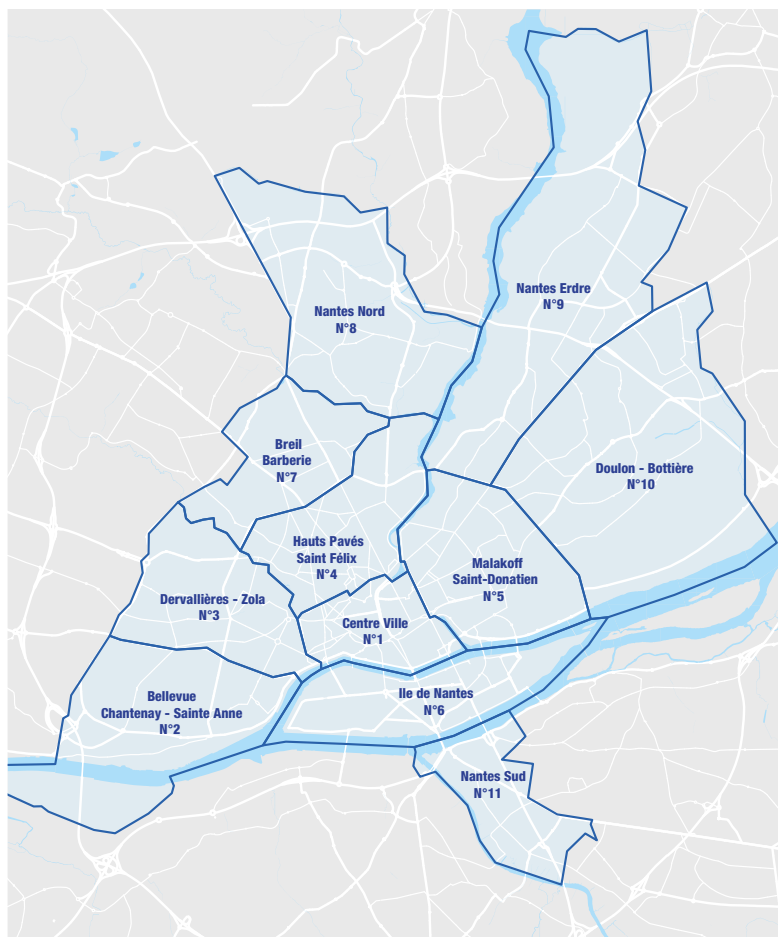 Nantes Erdre
N°9
Nantes Nord
N°8
Breil
Barberie
N°7
Doulon - Bottière
N°10
Hauts Pavés
Saint Félix
N°4
Malakoff
Saint-Donatien
N°5
Dervallières - Zola
N°3
Centre Ville
N°1
Bellevue
Chantenay - Sainte Anne
N°2
Ile de Nantes
N°6
Nantes Sud
N°11